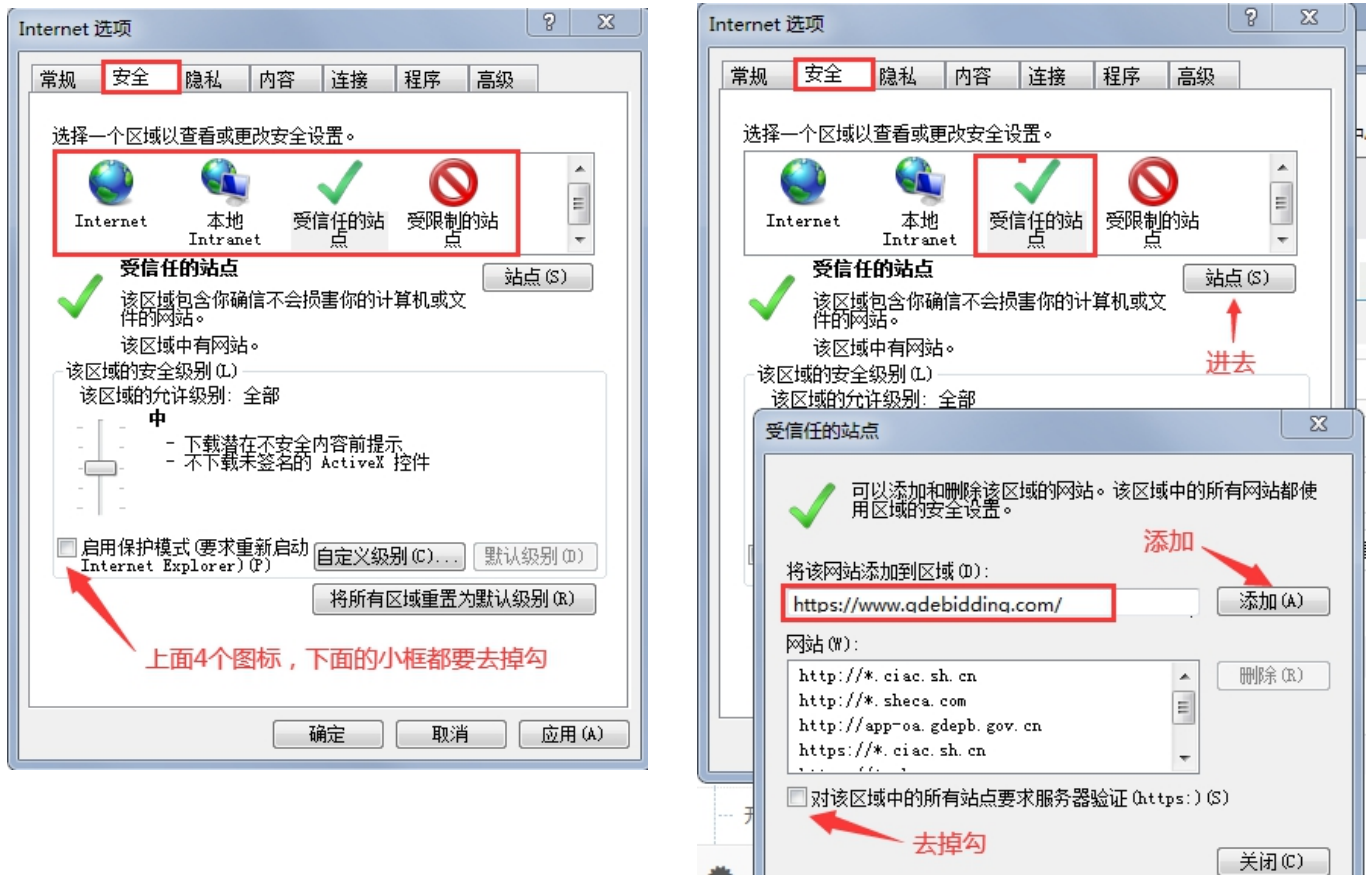 Internet 选项
常规 安全 隐私 内容 连接 程序 高级
选择一个区域以查看或更改安全设置。
Internet
本地
Intranet
受信任的站
点
受限制的站
点
受信任的站点
站点(S)
该区域包含你确信不会损害你的计算机或文
件的网站。
该区域中有网站。
该区域的安全级别(L)
该区域的允许级别: 全部
中
- 下载潜在不安全内容前提示
- 不下载未签名的 ActiveX 控件
启用保护模式(要求重新启动
Internet Explorer)(P)
自定义级别(C)...
默认级别(D)
将所有区域重置为默认级别(R)
上面4个图标，下面的小框都要去掉勾
确定 取消 应用(A)
Internet 选项
常规 安全 隐私 内容 连接 程序 高级
选择一个区域以查看或更改安全设置。
Internet
本地
Intranet
受信任的站
点
受限制的站
点
受信任的站点
站点(S)
该区域包含你确信不会损害你的计算机或文
件的网站。
该区域中有网站。
进去
该区域的安全级别(L)
该区域的允许级别: 全部
受信任的站点
可以添加和删除该区域的网站。该区域中的所有网站都使
用区域的安全设置。
添加
将该网站添加到区域(D):
https://www.gdebidding.com/
添加(A)
网站(W):
http://*.ciac.sh.cn
http://*.sheca.com
http://app-oa.gdepb.gov.cn
https://*.ciac.sh.cn
删除(R)
对该区域中的所有站点要求服务器验证(https:)(S)
去掉勾
关闭(C)